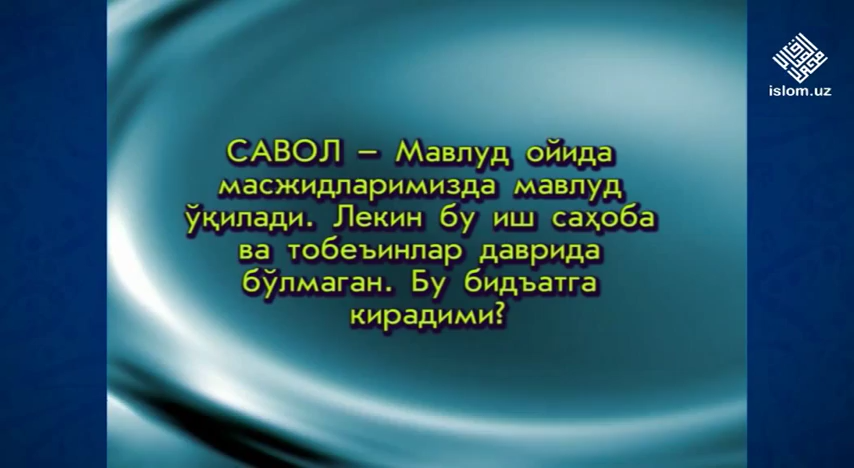 islom.uz
САВОЛ – Мавлуд ойида
масжидларимизда мавлуд
ўқилади. Лекин бу иш саҳоба
ва тобеъинлар даврида
бўлмаган. Бу бидъатга
кирадими?